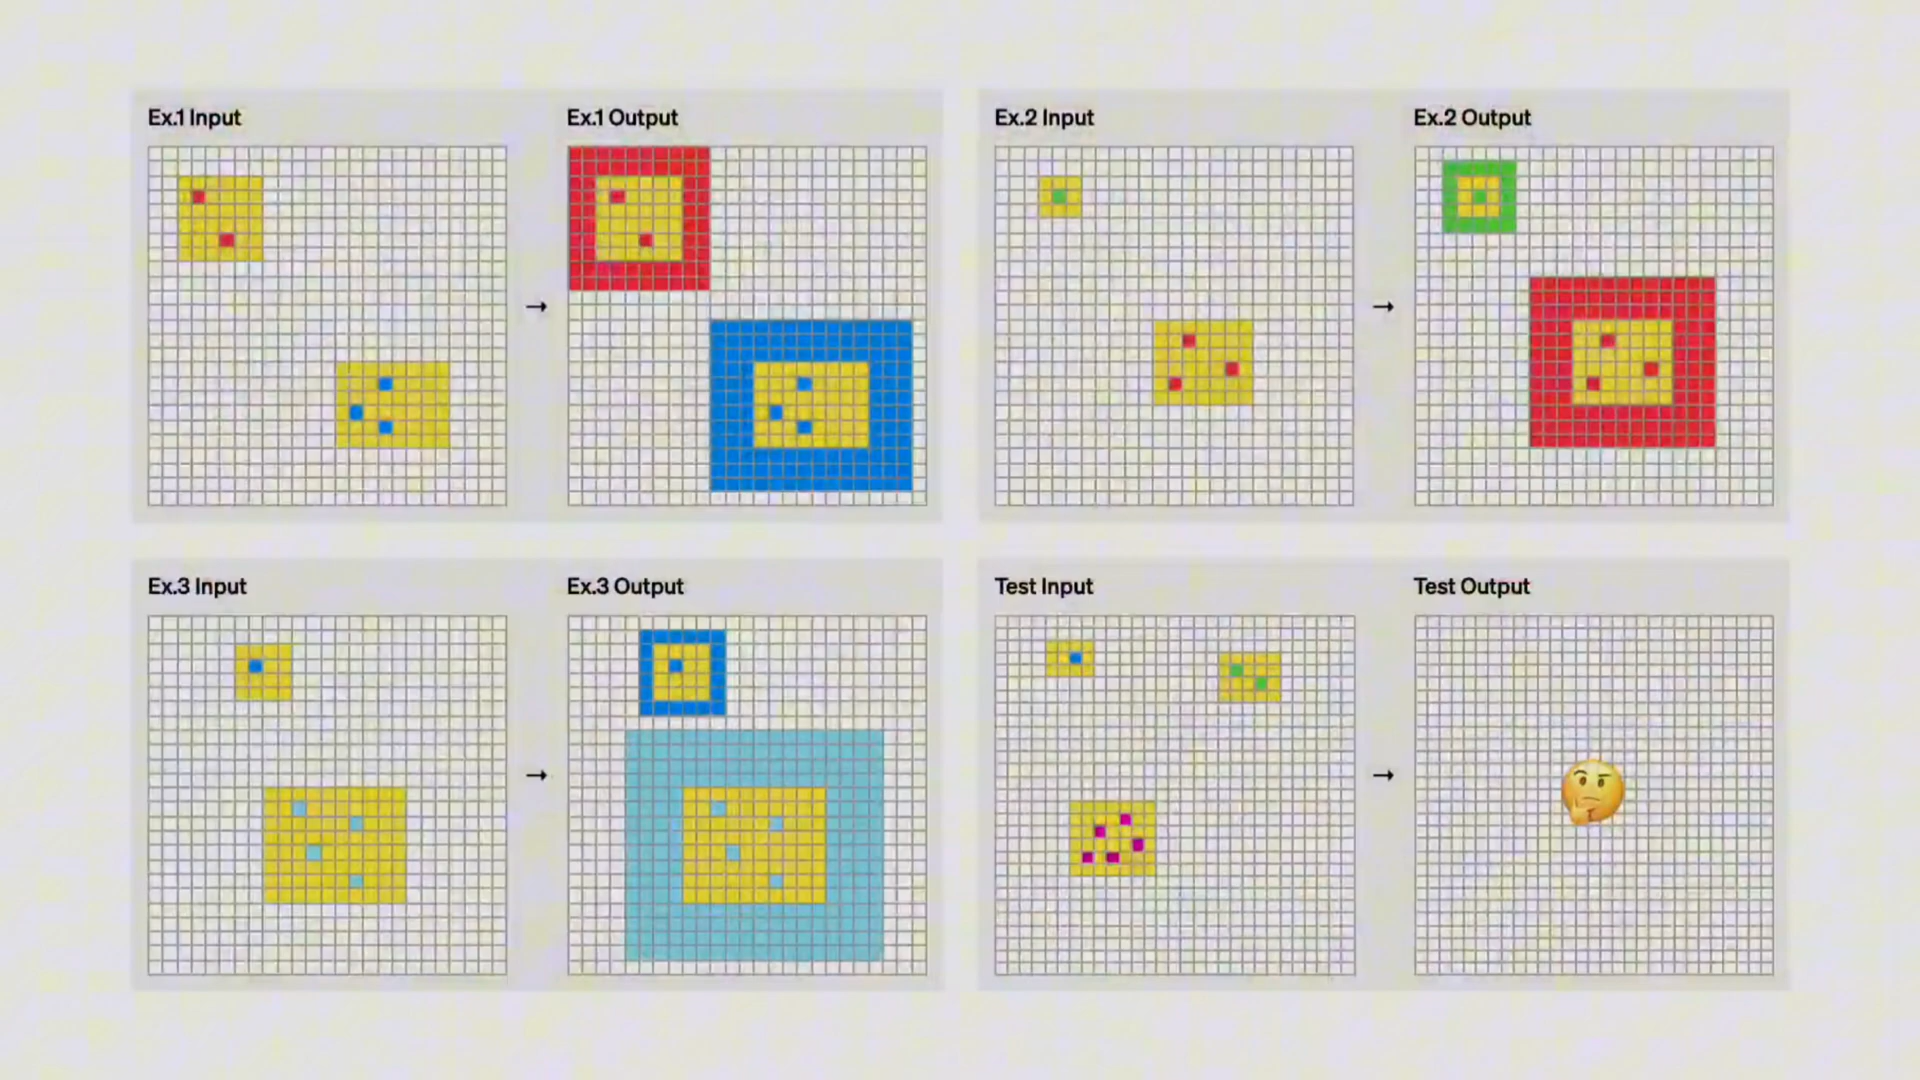 Ex.1 Input
Ex.1 Output
Ex.2 Input
Ex.2 Output
Ex.3 Input
Ex.3 Output
Test Input
Test Output